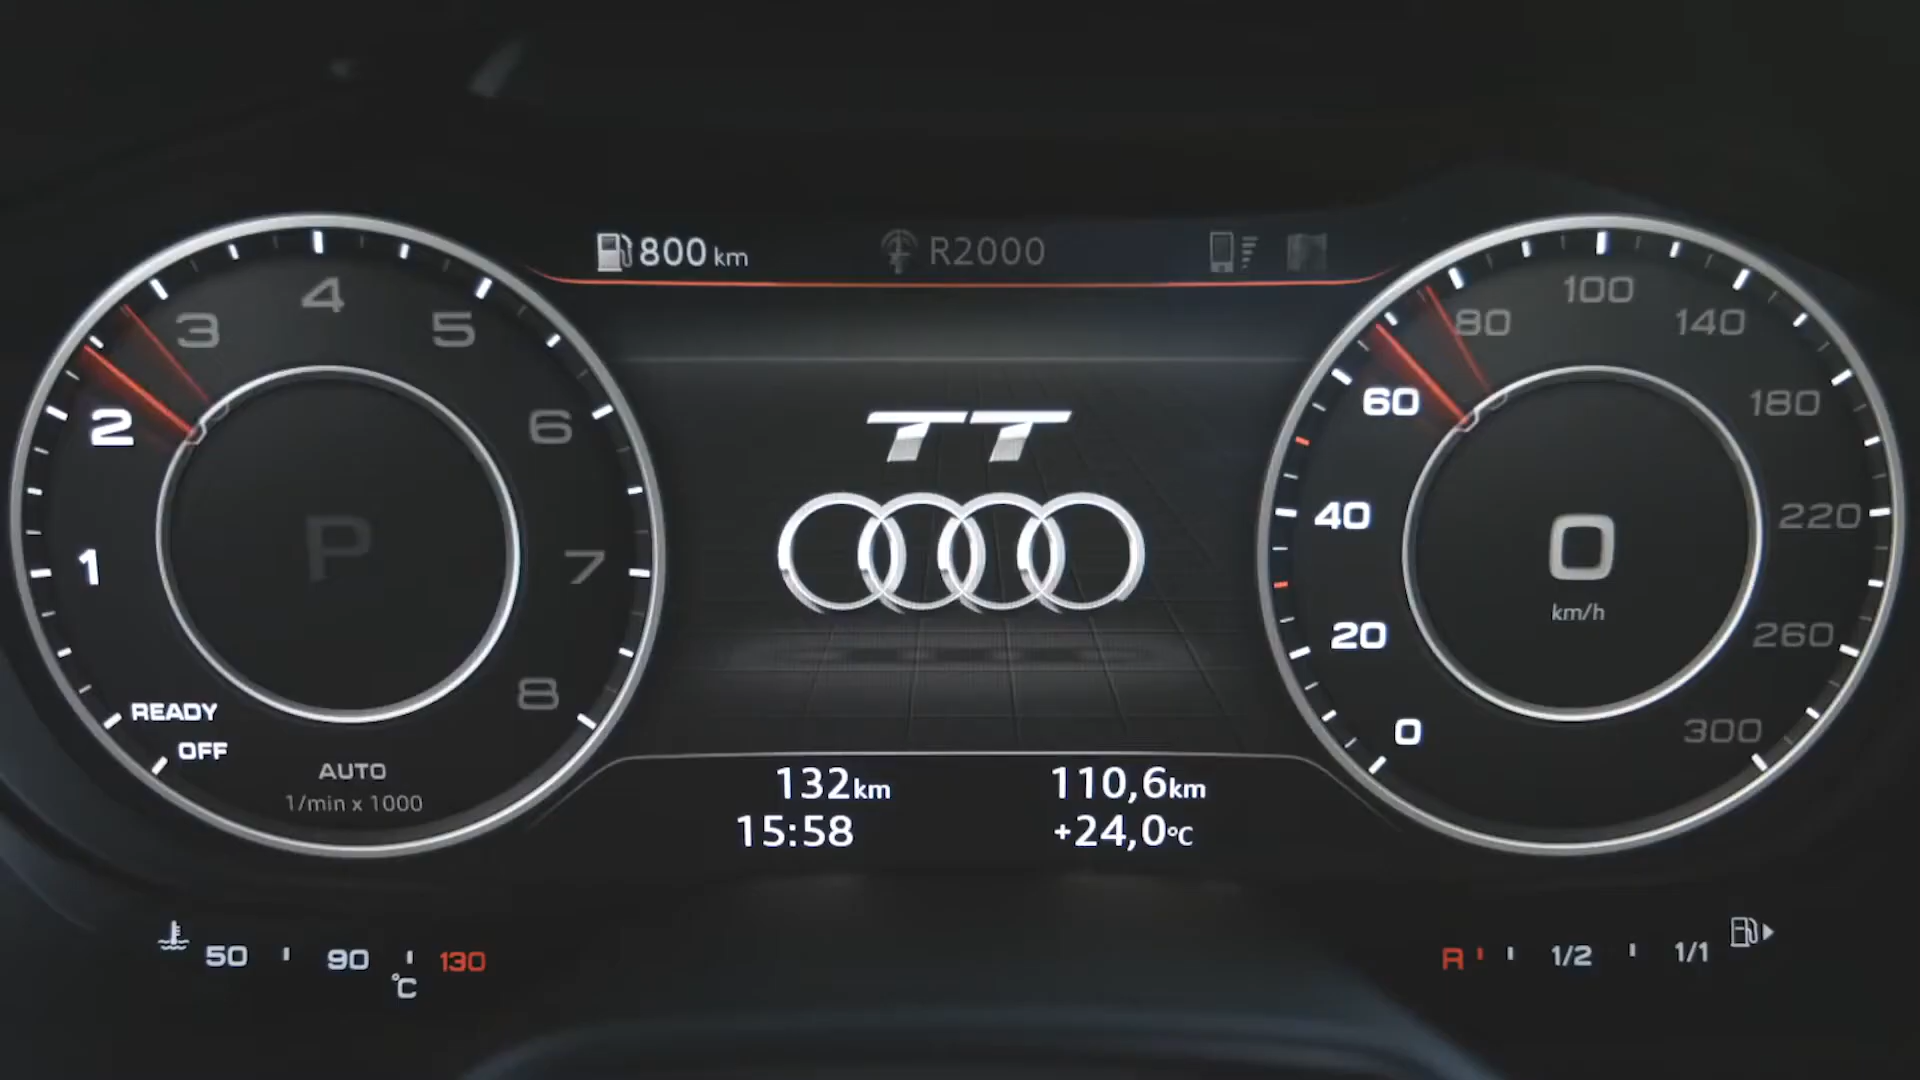 800 km
R2000
4
3
5
2
6
1
7
8
P
READY
OFF
AUTO
1/min x 1000
TT
100
80
140
60
180
40
220
20
260
0
300
0
km/h
132km
110,6km
15:58
+24,0°C
50
90
130
°C
R
1/2
1/1